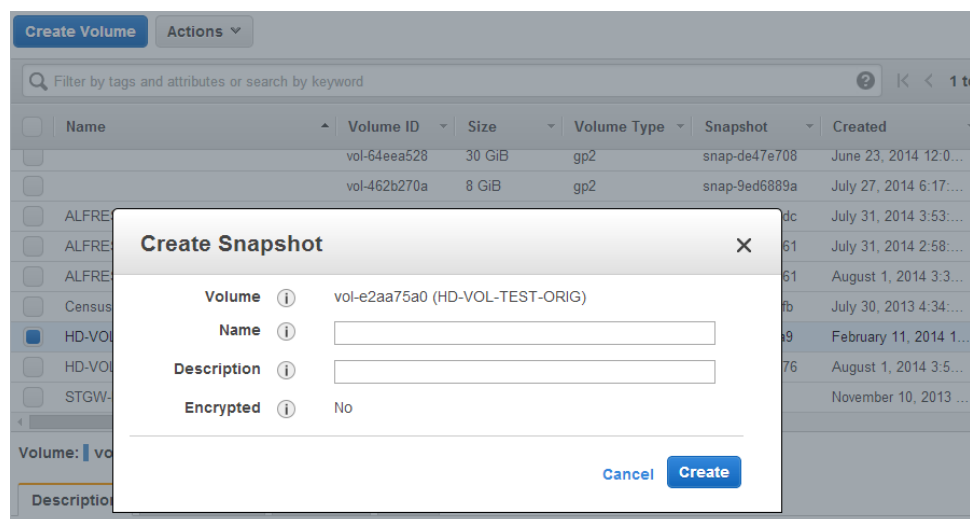 Create Volume Actions
Filter by tags and attributes or search by keyword 1 to
Name Volume ID Size Volume Type Snapshot Created
vol-64eea528 30 GiB gp2 snap-de47e708 June 23, 2014 12:0...
vol-462b270a 8 GiB gp2 snap-9ed6889a July 27, 2014 6:17:...
ALFRES dc July 31, 2014 3:53:...
ALFRES 61 July 31, 2014 2:58:...
ALFRES 61 August 1, 2014 3:3...
Census fb July 30, 2013 4:34:...
HD-VOL a9 February 11, 2014 1...
HD-VOL 76 August 1, 2014 3:5...
STGW- November 10, 2013 ...
Create Snapshot
Volume vol-e2aa75a0 (HD-VOL-TEST-ORIG)
Name
Description
Encrypted No
Cancel Create
Volume: vo
Description